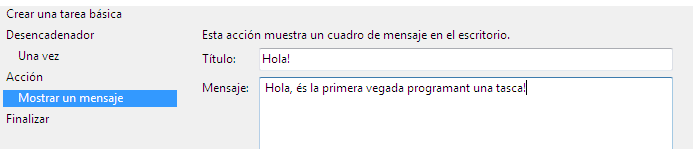 Crear una tarea básica
Desencadenador
Esta acción muestra un cuadro de mensaje en el escritorio.
Una vez
Título: Hola!
Acción
Mensaje: Hola, és la primera vegada programant una tasca!
Mostrar un mensaje
Finalizar